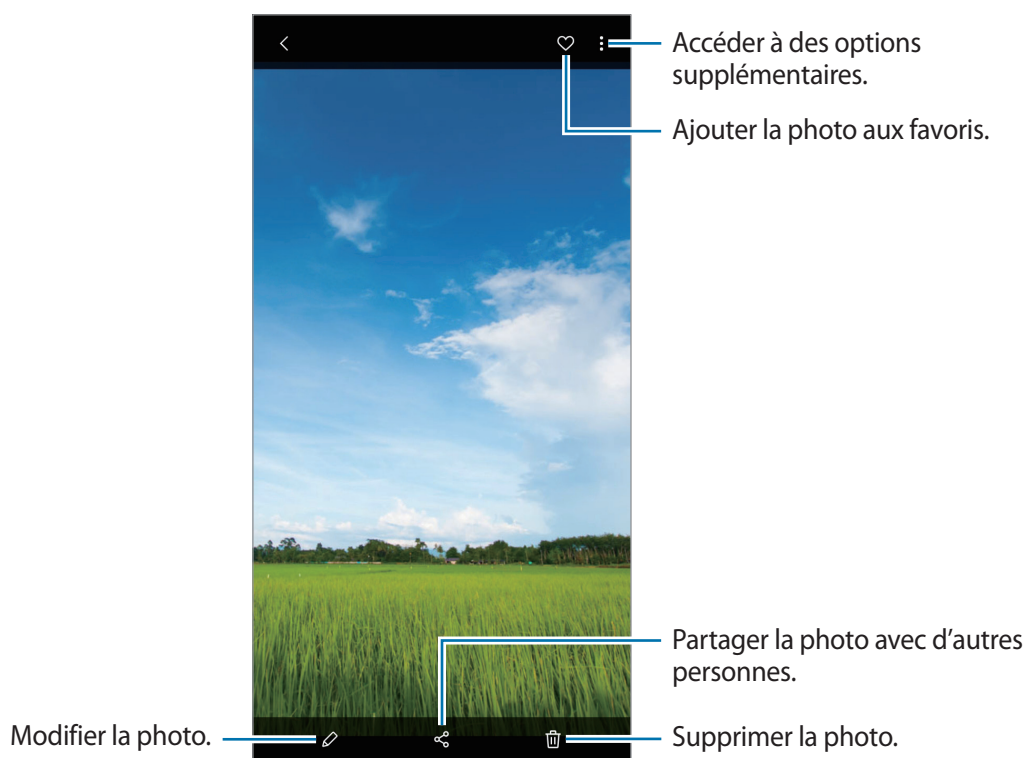 Accéder à des options
supplémentaires.
Ajouter la photo aux favoris.
Partager la photo avec d'autres
personnes.
Modifier la photo.
Supprimer la photo.